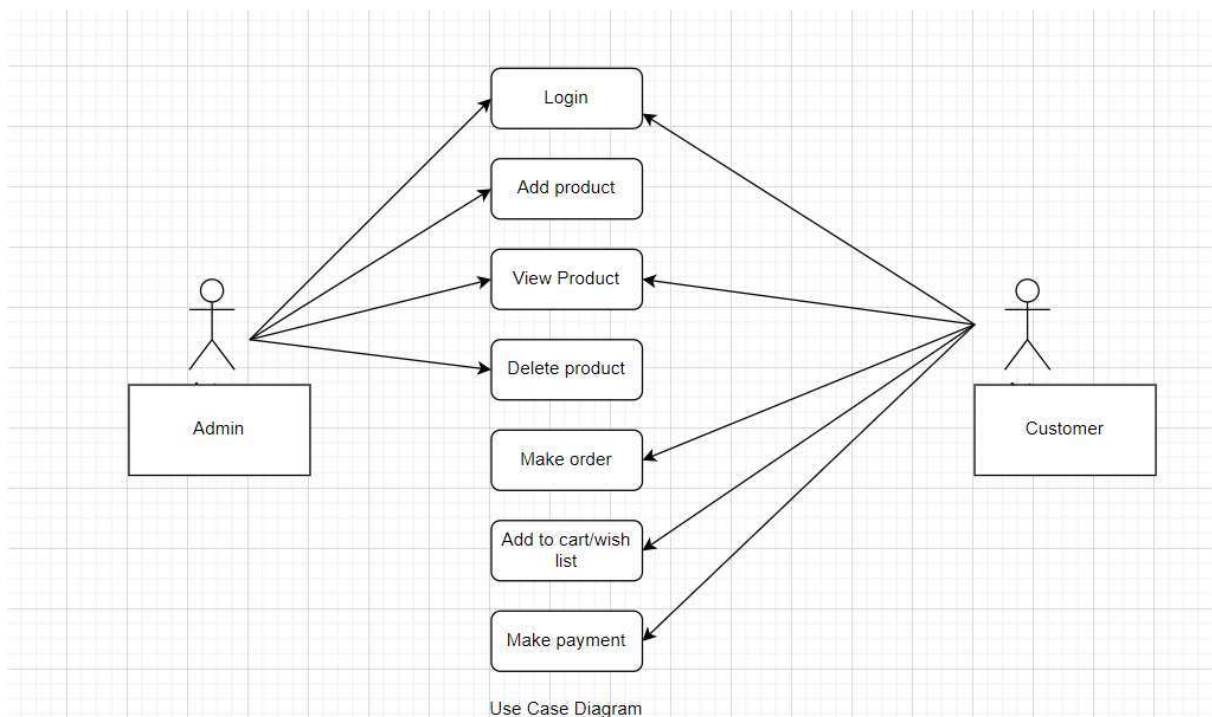 Login
Add product
View Product
Delete product
Admin
Customer
Make order
Add to cart/wish
list
Make payment
Use Case Diagram